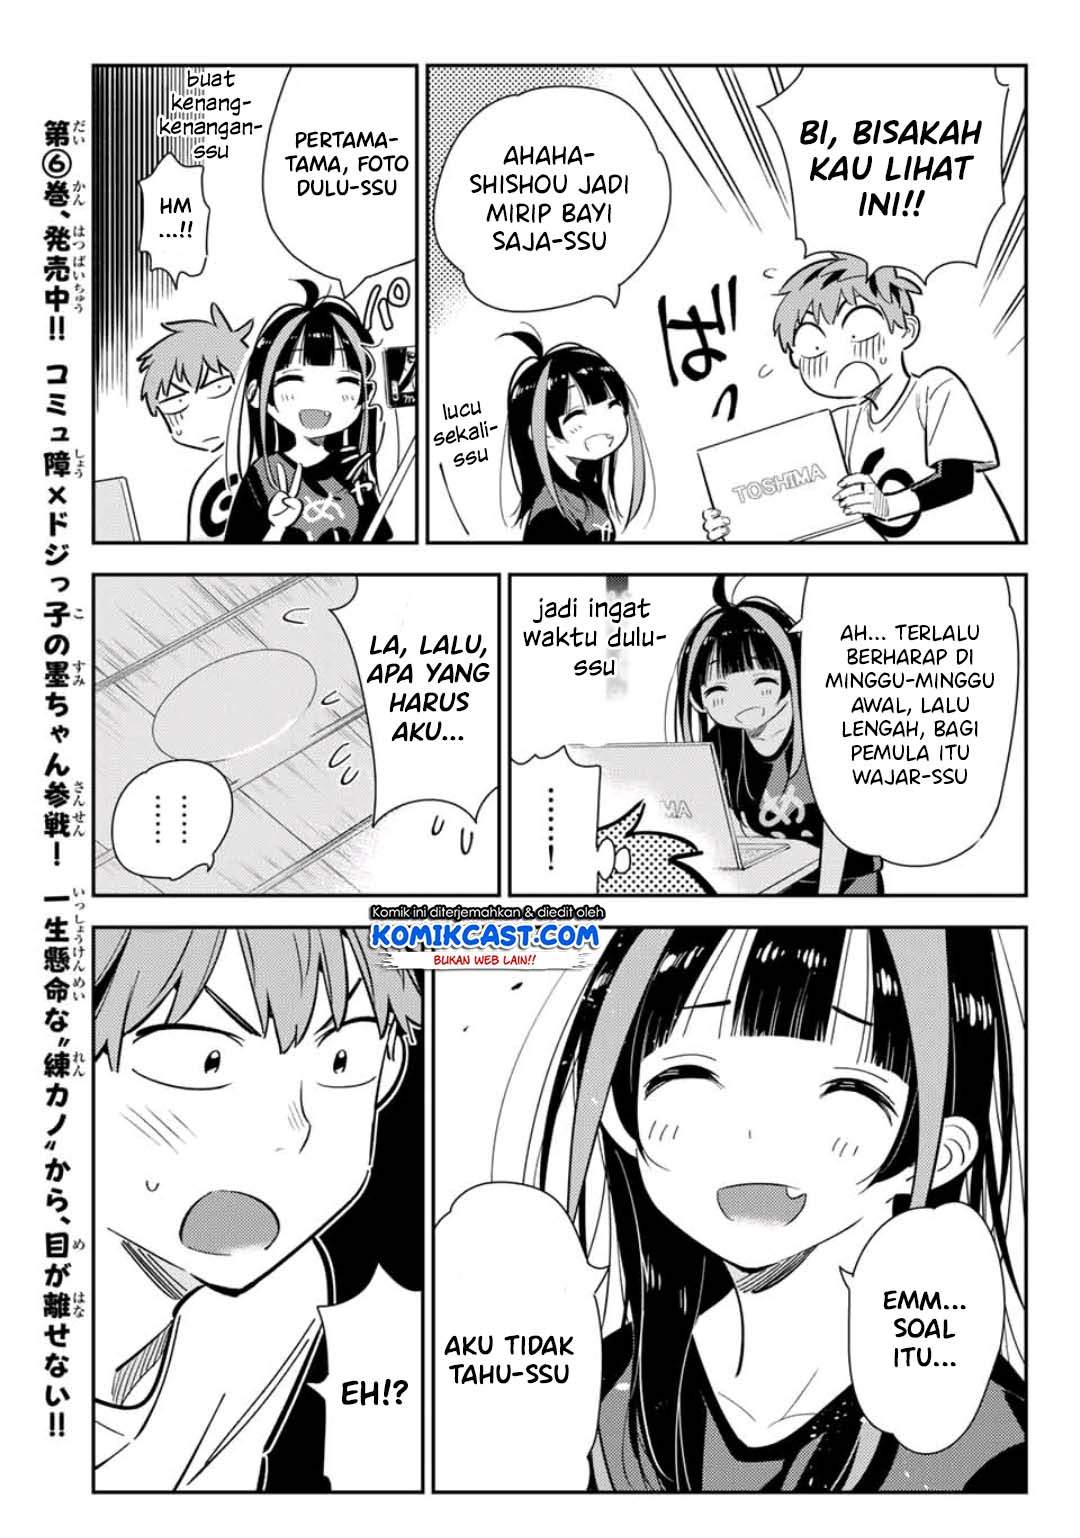 BI, BISAKAH
KAU LIHAT
INI!!
AHAHA-
SHISHOU JADI
MIRIP BAYI
SAJA-SSU
ば
TOSHIMA
lucu
sekali-
ssu
PERTAMA-
TAMA, FOTO
DULU-SSU
buat
kenang-
kenangan-
ssu
HM
...!!
パ
め
AH... TERLALU
BERHARAP DI
MINGGU-MINGGU
AWAL, LALU
LENGAH, BAGI
PEMULA ITU
WAJAR-SSU
jadi ingat
waktu dulu-
ssu
MA
め
......!
LA, LALU,
APA YANG
HARUS
AKU...
Komik ini diterjemahkan & diedit oleh
KOMIKCAST.COM
BUKAN WEB LAIN!!
EMM...
SOAL
ITU...
AKU TIDAK
TAHU-SSU
EH!?
第⑥巻、発売中!! コミュ障×ドジっ子の墨ちゃん参戦! 一生懸命な〝練カノ〟から、目が離せない!!